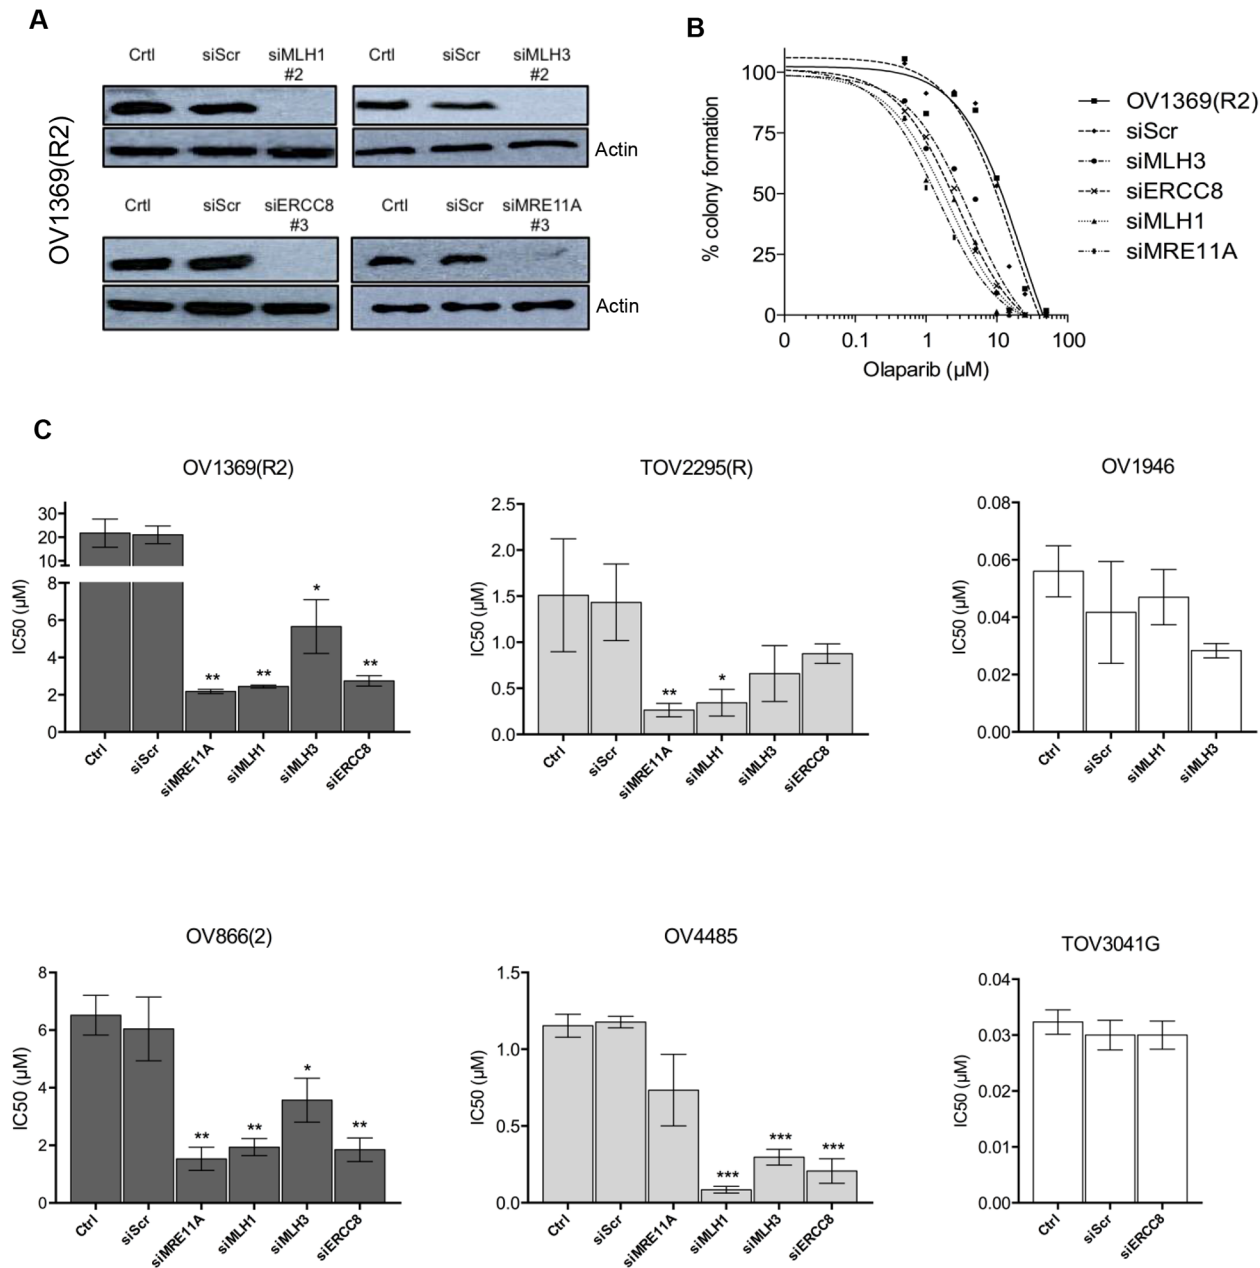 A
Crtl siScr siMLH1 #2
Crtl siScr siMLH3 #2
Actin
OV1369(R2)
Crtl siScr siERCC8 #3
Crtl siScr siMRE11A #3
Actin
B
% colony formation
100
75
50
25
0
0 0.1 1 10 100
Olaparib (µM)
OV1369(R2)
siScr
siMLH3
siERCC8
siMLH1
siMRE11A
C
OV1369(R2)
IC50 (µM)
30
20
10
8
6
4
2
0
* ** ** **
Ctrl siScr siMRE11A siMLH1 siMLH3 siERCC8
TOV2295(R)
IC50 (µM)
2.5
2.0
1.5
1.0
0.5
0.0
** *
Ctrl siScr siMRE11A siMLH1 siMLH3 siERCC8
OV1946
IC50 (µM)
0.08
0.06
0.04
0.02
0.00
Ctrl siScr siMLH1 siMLH3
OV866(2)
IC50 (µM)
8
6
4
2
0
** ** * **
Ctrl siScr siMRE11A siMLH1 siMLH3 siERCC8
OV4485
IC50 (µM)
1.5
1.0
0.5
0.0
*** *** ***
Ctrl siScr siMRE11A siMLH1 siMLH3 siERCC8
TOV3041G
IC50 (µM)
0.04
0.03
0.02
0.01
0.00
Ctrl siScr siERCC8